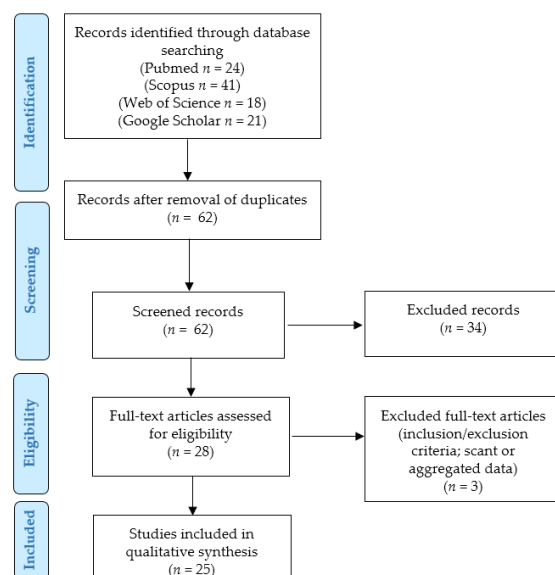 Identification
Records identified through database
searching
(Pubmed n = 24)
(Scopus n = 41)
(Web of Science n = 18)
(Google Scholar n = 21)
Records after removal of duplicates
(n = 62)
Screening
Screened records
(n = 62)
Excluded records
(n = 34)
Eligibility
Full-text articles assessed
for eligibility
(n = 28)
Excluded full-text articles
(inclusion/exclusion
criteria; scant or
aggregated data)
(n = 3)
Included
Studies included in
qualitative synthesis
(n = 25)